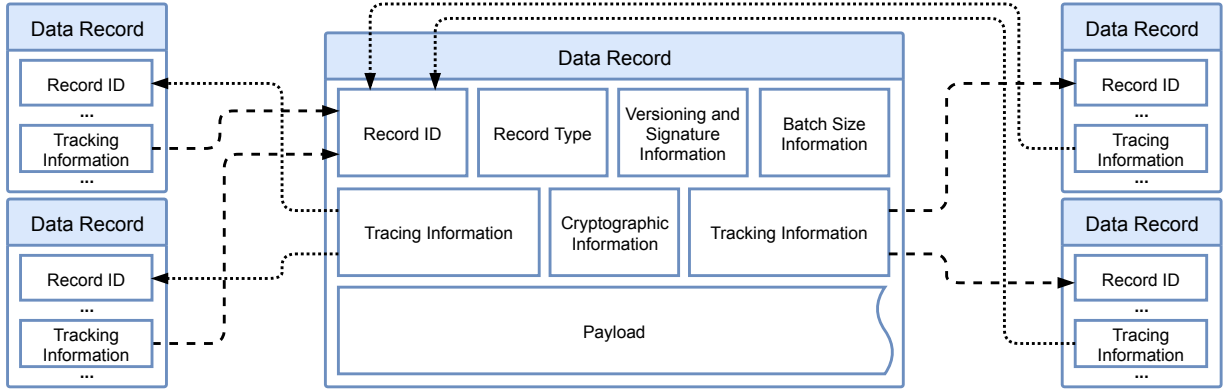 Data Record
Record ID
...
Tracking
Information
...
Data Record
Record ID
...
Tracking
Information
...
Data Record
Record ID
Record Type
Versioning and
Signature
Information
Batch Size
Information
Tracing Information
Cryptographic
Information
Tracking Information
Payload
Data Record
Record ID
...
Tracing
Information
...
Data Record
Record ID
...
Tracing
Information
...